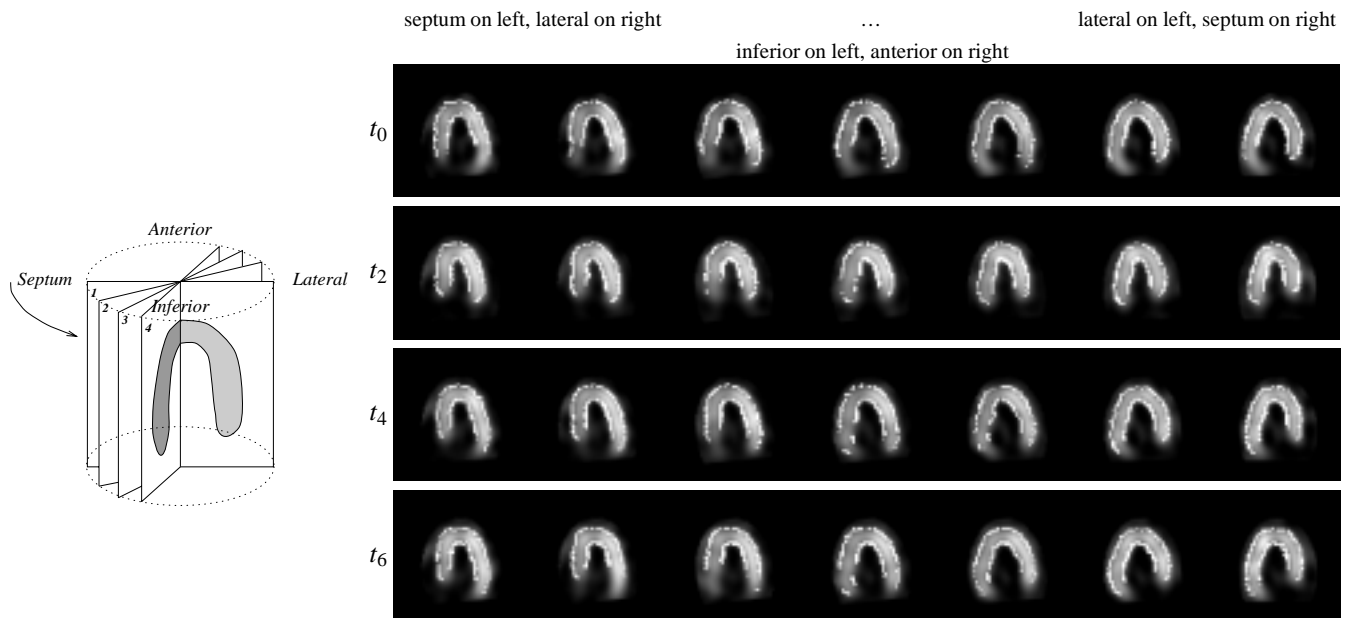 septum on left, lateral on right … lateral on left, septum on right
inferior on left, anterior on right
t0
t2
Anterior
Septum
Lateral
1
2
Inferior
3
4
t4
t6